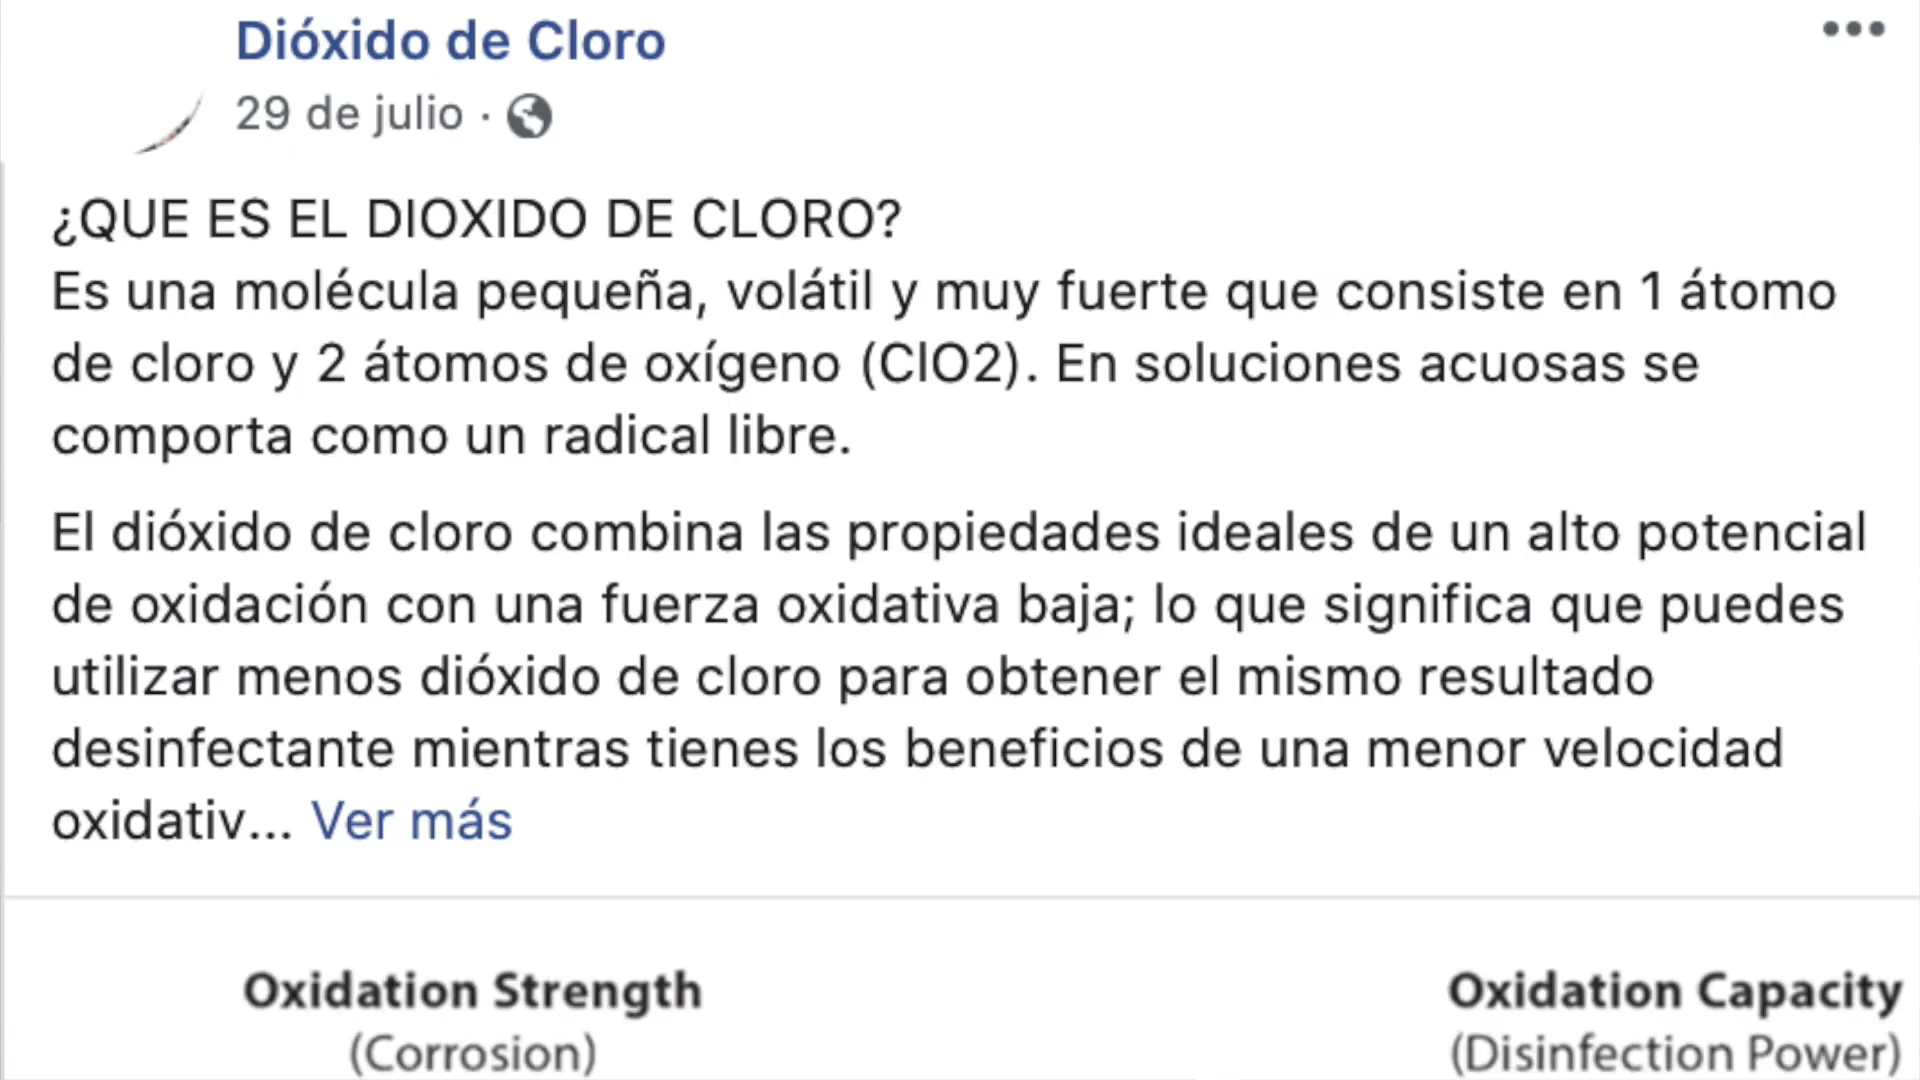 Dióxido de Cloro
29 de julio ·
¿QUE ES EL DIOXIDO DE CLORO?
Es una molécula pequeña, volátil y muy fuerte que consiste en 1 átomo
de cloro y 2 átomos de oxígeno (ClO2). En soluciones acuosas se
comporta como un radical libre.
El dióxido de cloro combina las propiedades ideales de un alto potencial
de oxidación con una fuerza oxidativa baja; lo que significa que puedes
utilizar menos dióxido de cloro para obtener el mismo resultado
desinfectante mientras tienes los beneficios de una menor velocidad
oxidativ... Ver más
Oxidation Strength
(Corrosion)
Oxidation Capacity
(Disinfection Power)